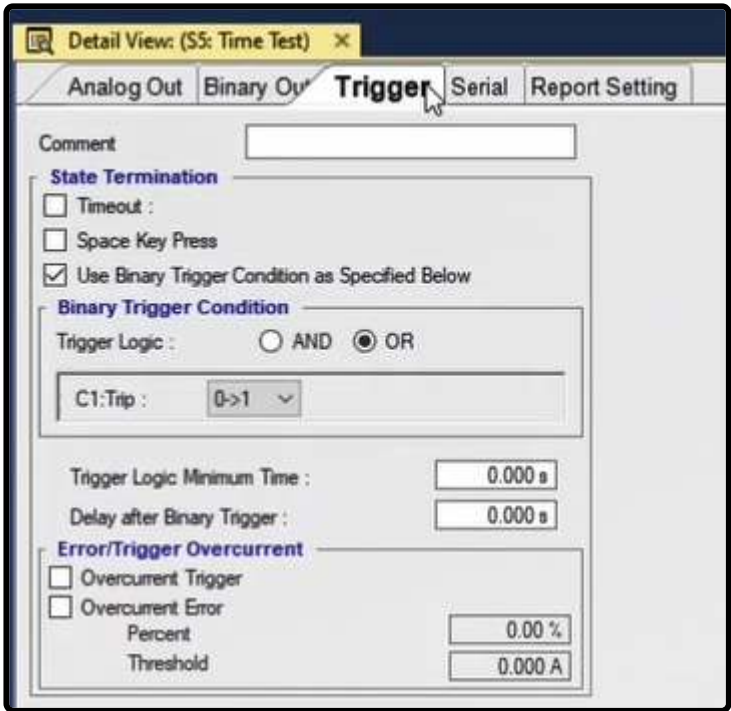 Detail View: (S5: Time Test) ×
Analog Out Binary Out Trigger Serial Report Setting
Comment
State Termination
Timeout :
Space Key Press
Use Binary Trigger Condition as Specified Below
Binary Trigger Condition
Trigger Logic : AND OR
C1:Trip : 0->1
Trigger Logic Minimum Time : 0.000 s
Delay after Binary Trigger : 0.000 s
Error/Trigger Overcurrent
Overcurrent Trigger
Overcurrent Error
Percent 0.00 %
Threshold 0.000 A